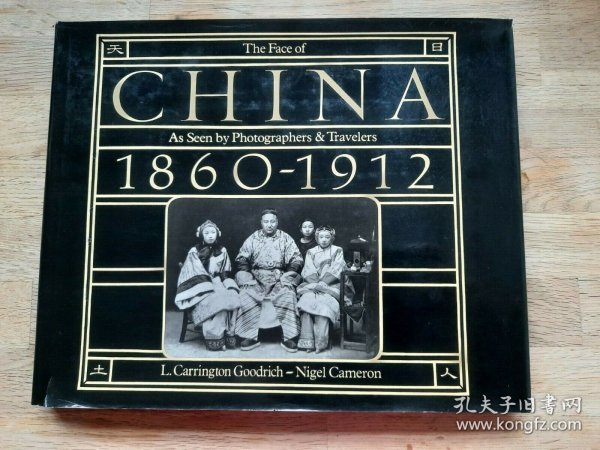 天
日
The Face of
CHINA
As Seen by Photographers & Travelers
1860-1912
L. Carrington Goodrich – Nigel Cameron
土
人
孔夫子旧书网
www.kongfz.com